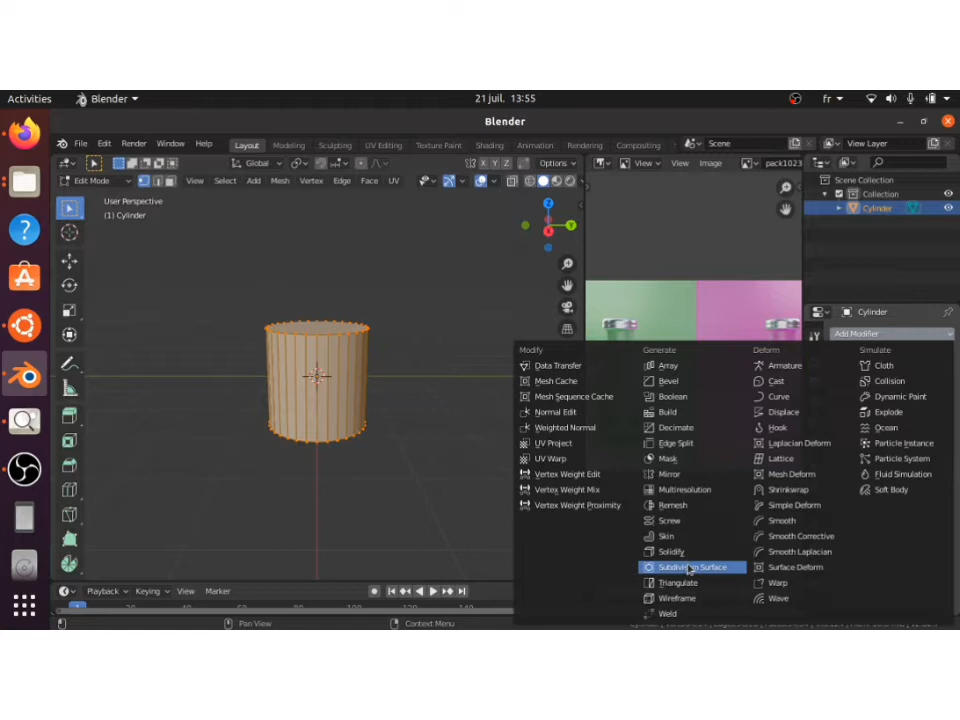 Activities Blender 21 juil. 13:55 fr
Blender
File Edit Render Window Help Layout Modeling Sculpting UV Editing Texture Paint Shading Animation Rendering Compositing Scene View Layer
Global X Y Z Options View View Image pack1023
Edit Mode View Select Add Mesh Vertex Edge Face UV
Scene Collection
Collection
Cylinder
User Perspective
(1) Cylinder
Z
Y
X
Cylinder
Add Modifier
Modify
Data Transfer
Mesh Cache
Mesh Sequence Cache
Normal Edit
Weighted Normal
UV Project
UV Warp
Vertex Weight Edit
Vertex Weight Mix
Vertex Weight Proximity
Generate
Array
Bevel
Boolean
Build
Decimate
Edge Split
Mask
Mirror
Multiresolution
Remesh
Screw
Skin
Solidify
Subdivision Surface
Triangulate
Wireframe
Weld
Deform
Armature
Cast
Curve
Displace
Hook
Laplacian Deform
Lattice
Mesh Deform
Shrinkwrap
Simple Deform
Smooth
Smooth Corrective
Smooth Laplacian
Surface Deform
Warp
Wave
Simulate
Cloth
Collision
Dynamic Paint
Explode
Ocean
Particle Instance
Particle System
Fluid Simulation
Soft Body
Playback Keying View Marker
Pan View Context Menu